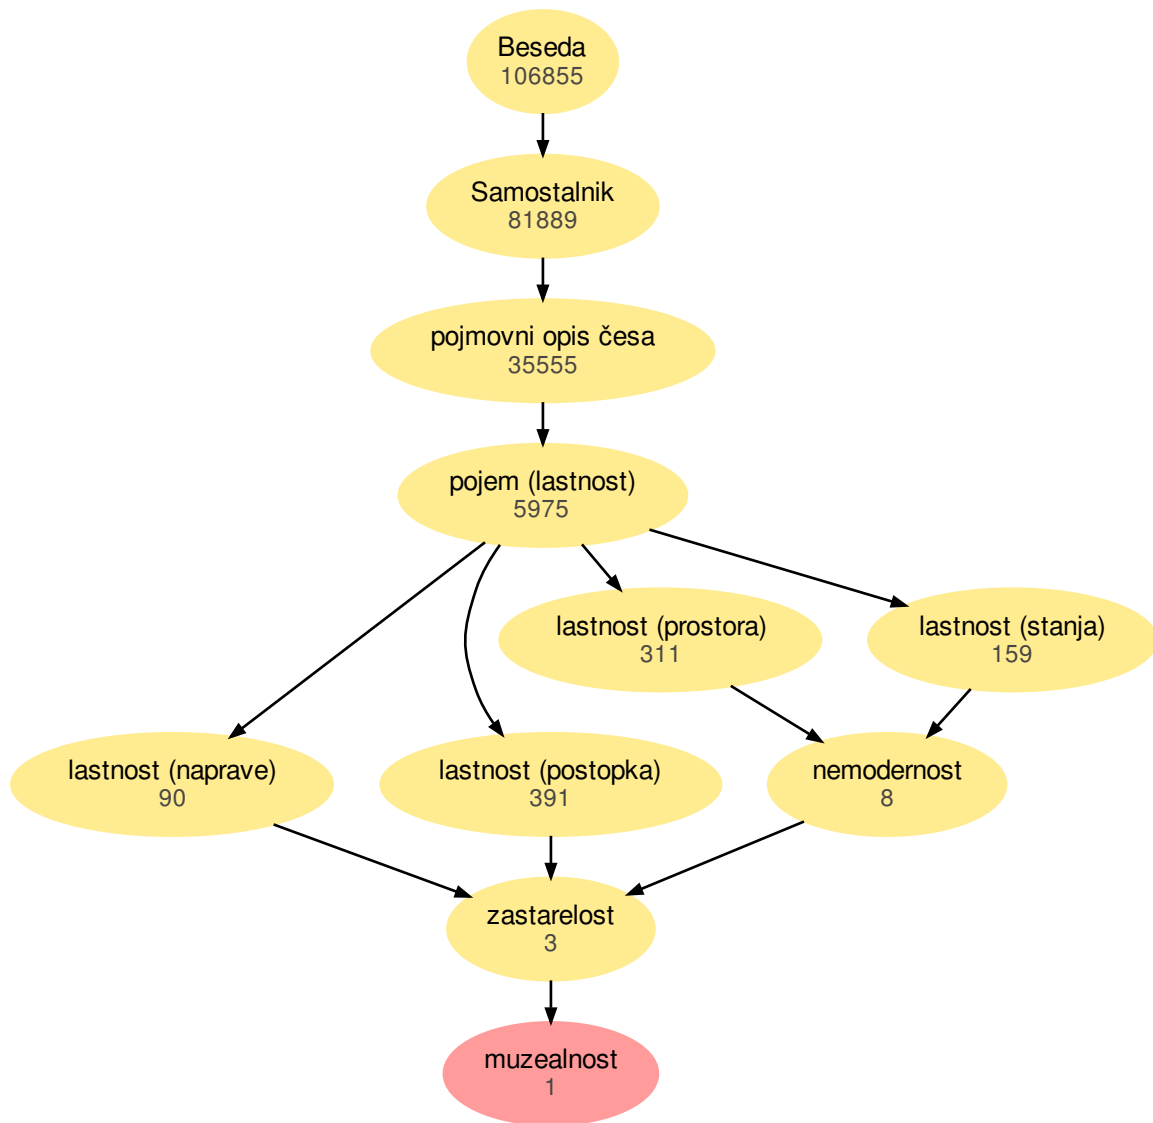 Beseda
106855
Samostalnik
81889
pojmovni opis česa
35555
pojem (lastnost)
5975
lastnost (prostora)
311
lastnost (stanja)
159
lastnost (naprave)
90
lastnost (postopka)
391
nemodernost
8
zastarelost
3
muzealnost
1